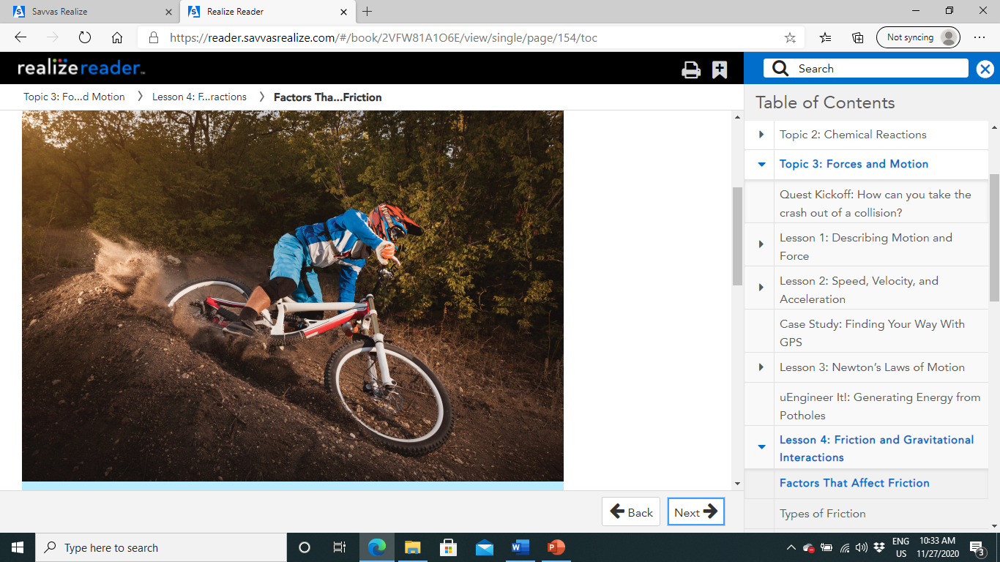 Savvas Realize
Realize Reader
https://reader.savvasrealize.com/#/book/2VFW81A1O6E/view/single/page/154/toc
Not syncing
realizereader™
Search
Topic 3: Fo...d Motion
Lesson 4: F...ractions
Factors Tha...Friction
Table of Contents
Topic 2: Chemical Reactions
Topic 3: Forces and Motion
Quest Kickoff: How can you take the
crash out of a collision?
Lesson 1: Describing Motion and
Force
Lesson 2: Speed, Velocity, and
Acceleration
Case Study: Finding Your Way With
GPS
Lesson 3: Newton’s Laws of Motion
uEngineer It!: Generating Energy from
Potholes
Lesson 4: Friction and Gravitational
Interactions
Factors That Affect Friction
Types of Friction
Back
Next
Type here to search
ENG
US
10:33 AM
11/27/2020
3